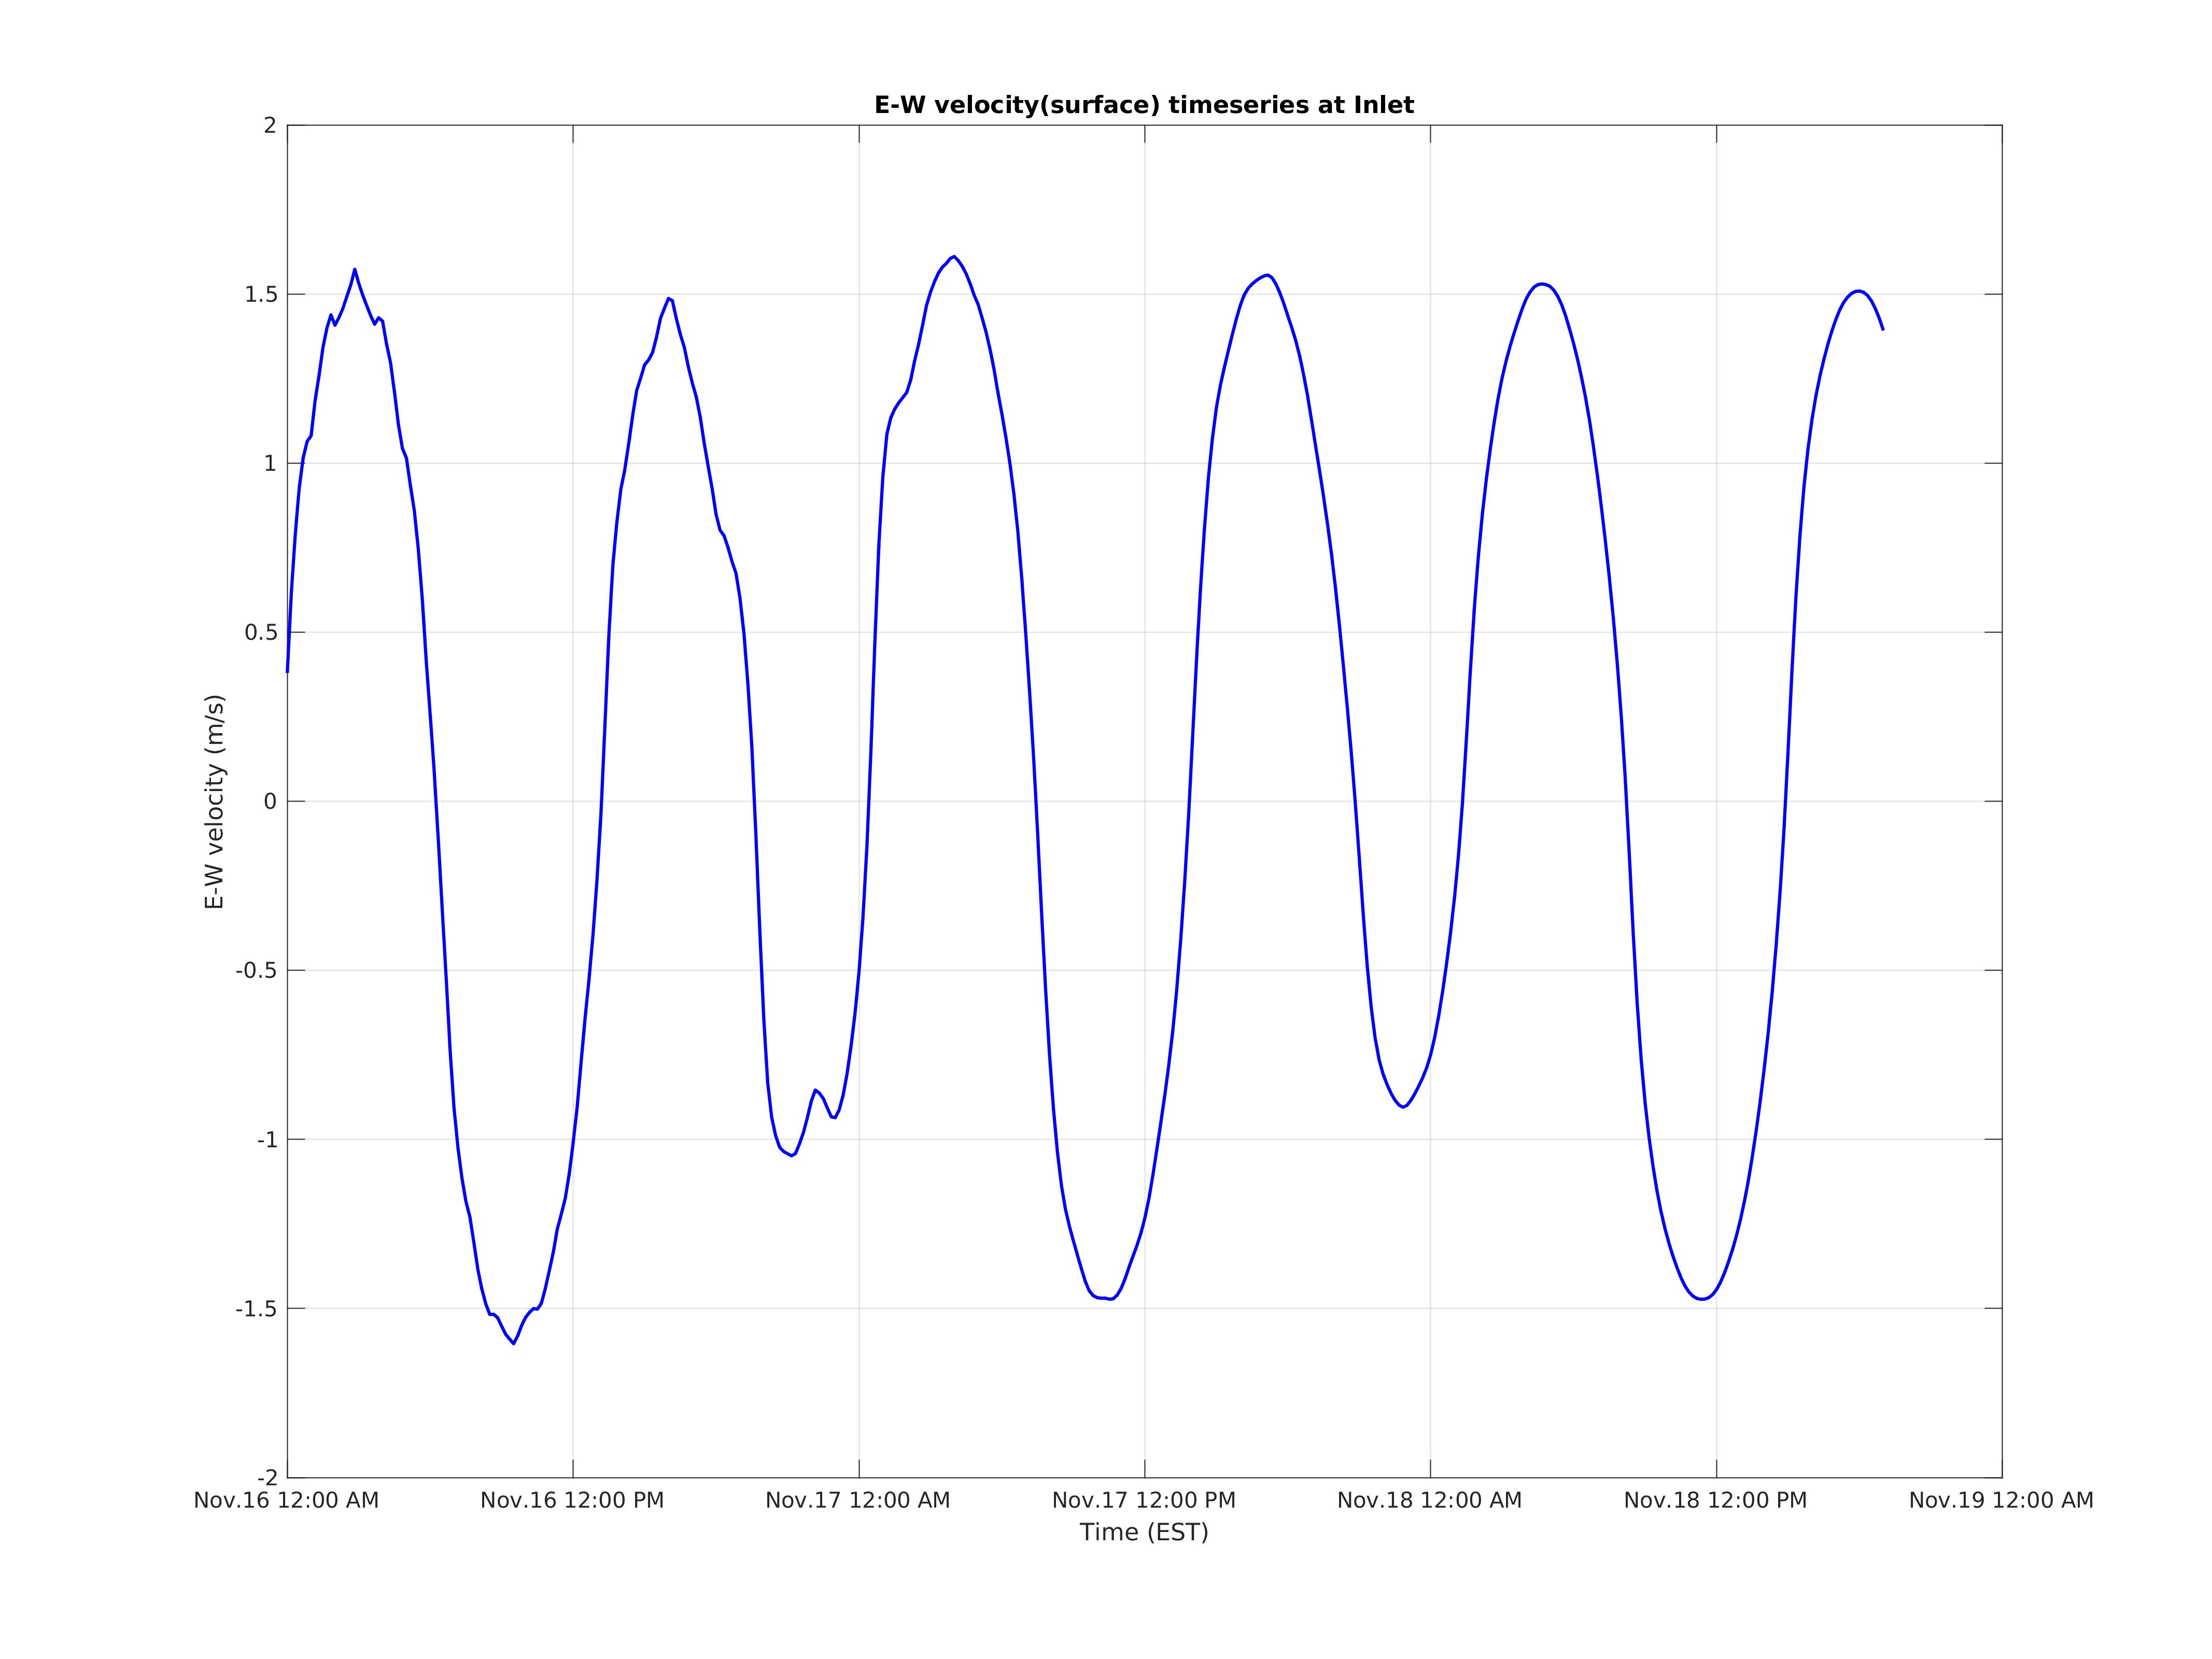 E-W velocity(surface) timeseries at Inlet
2
1.5
1
0.5
0
-0.5
-1
-1.5
-2
E-W velocity (m/s)
Nov.16 12:00 AM Nov.16 12:00 PM Nov.17 12:00 AM Nov.17 12:00 PM Nov.18 12:00 AM Nov.18 12:00 PM Nov.19 12:00 AM
Time (EST)